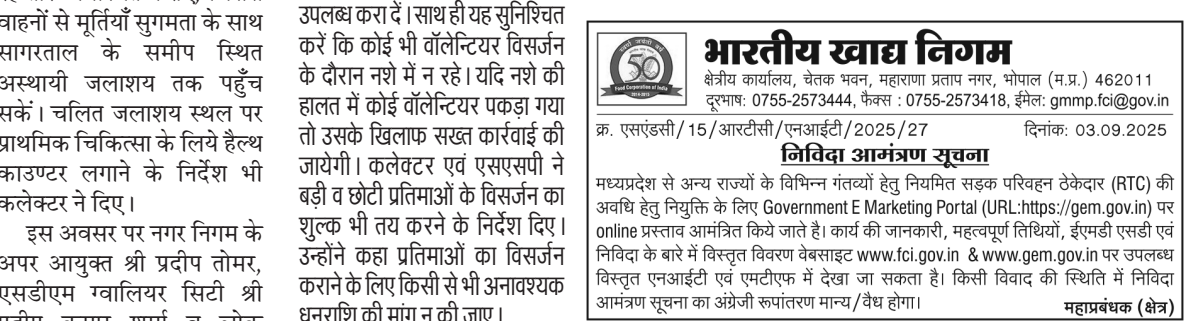 वाहनों से मूर्तियाँ सुगमता के साथ
सागरताल के समीप स्थित
अस्थायी जलाशय तक पहुँच
सकें। चलित जलाशय स्थल पर
प्राथमिक चिकित्सा के लिये हैल्थ
काउण्टर लगाने के निर्देश भी
कलेक्टर ने दिए।
इस अवसर पर नगर निगम के
अपर आयुक्त श्री प्रदीप तोमर,
एसडीएम ग्वालियर सिटी श्री
उपलब्ध करा दें। साथ ही यह सुनिश्चित
करें कि कोई भी वॉलेन्टियर विसर्जन
के दौरान नशे में न रहे। यदि नशे की
हालत में कोई वॉलेन्टियर पकड़ा गया
तो उसके खिलाफ सख्त कार्रवाई की
जायेगी। कलेक्टर एवं एसएसपी ने
बड़ी व छोटी प्रतिमाओं के विसर्जन का
शुल्क भी तय करने के निर्देश दिए।
उन्होंने कहा प्रतिमाओं का विसर्जन
कराने के लिए किसी से भी अनावश्यक
धनराशि की मांग न की जाए।
50
Food Corporation of India
भारतीय खाद्य निगम
क्षेत्रीय कार्यालय, चेतक भवन, महाराणा प्रताप नगर, भोपाल (म.प्र.) 462011
दूरभाष: 0755-2573444, फैक्स : 0755-2573418, ईमेल: gmmp.fci@gov.in
क्र. एसएंडसी/15/आरटीसी/एनआईटी/2025/27 दिनांक: 03.09.2025
निविदा आमंत्रण सूचना
मध्यप्रदेश से अन्य राज्यों के विभिन्न गंतव्यों हेतु नियमित सड़क परिवहन ठेकेदार (RTC) की
अवधि हेतु नियुक्ति के लिए Government E Marketing Portal (URL:https://gem.gov.in) पर
online प्रस्ताव आमंत्रित किये जाते है। कार्य की जानकारी, महत्वपूर्ण तिथियों, ईएमडी एसडी एवं
निविदा के बारे में विस्तृत विवरण वेबसाइट www.fci.gov.in & www.gem.gov.in पर उपलब्ध
विस्तृत एनआईटी एवं एमटीएफ में देखा जा सकता है। किसी विवाद की स्थिति में निविदा
आमंत्रण सूचना का अंग्रेजी रूपांतरण मान्य/वैध होगा।
महाप्रबंधक (क्षेत्र)